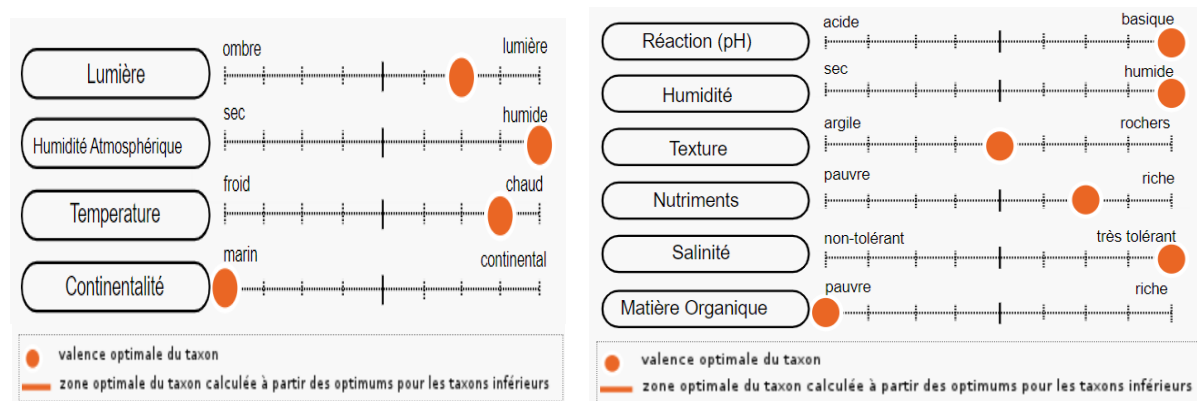 ombre lumière
Lumière
sec humide
Humidité Atmosphérique
froid chaud
Temperature
marin continental
Continentalité
valence optimale du taxon
zone optimale du taxon calculée à partir des optimums pour les taxons inférieurs
acide basique
Réaction (pH)
sec humide
Humidité
argile rochers
Texture
pauvre riche
Nutriments
non-tolérant très tolérant
Salinité
pauvre riche
Matière Organique
valence optimale du taxon
zone optimale du taxon calculée à partir des optimums pour les taxons inférieurs